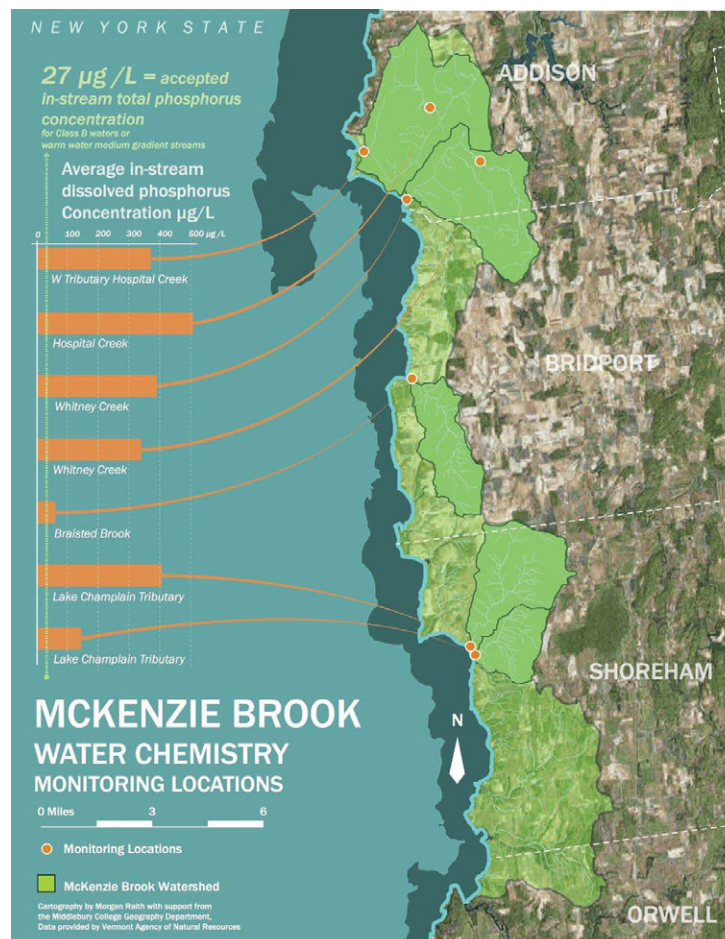 NEW YORK STATE
27 µg /L = accepted
in-stream total phosphorus
concentration
for Class B waters or
warm water medium gradient streams
Average in-stream
dissolved phosphorus
Concentration µg/L
0 100 200 300 400 500 µg /L
W Tributary Hospital Creek
Hospital Creek
Whitney Creek
Whitney Creek
Braisted Brook
Lake Champlain Tributary
Lake Champlain Tributary
ADDISON
BRIDPORT
SHOREHAM
ORWELL
N
MCKENZIE BROOK
WATER CHEMISTRY
MONITORING LOCATIONS
0 Miles 3 6
Monitoring Locations
McKenzie Brook Watershed
Cartography by Morgan Raith with support from
the Middlebury College Geography Department,
Data provided by Vermont Agency of Natural Resources